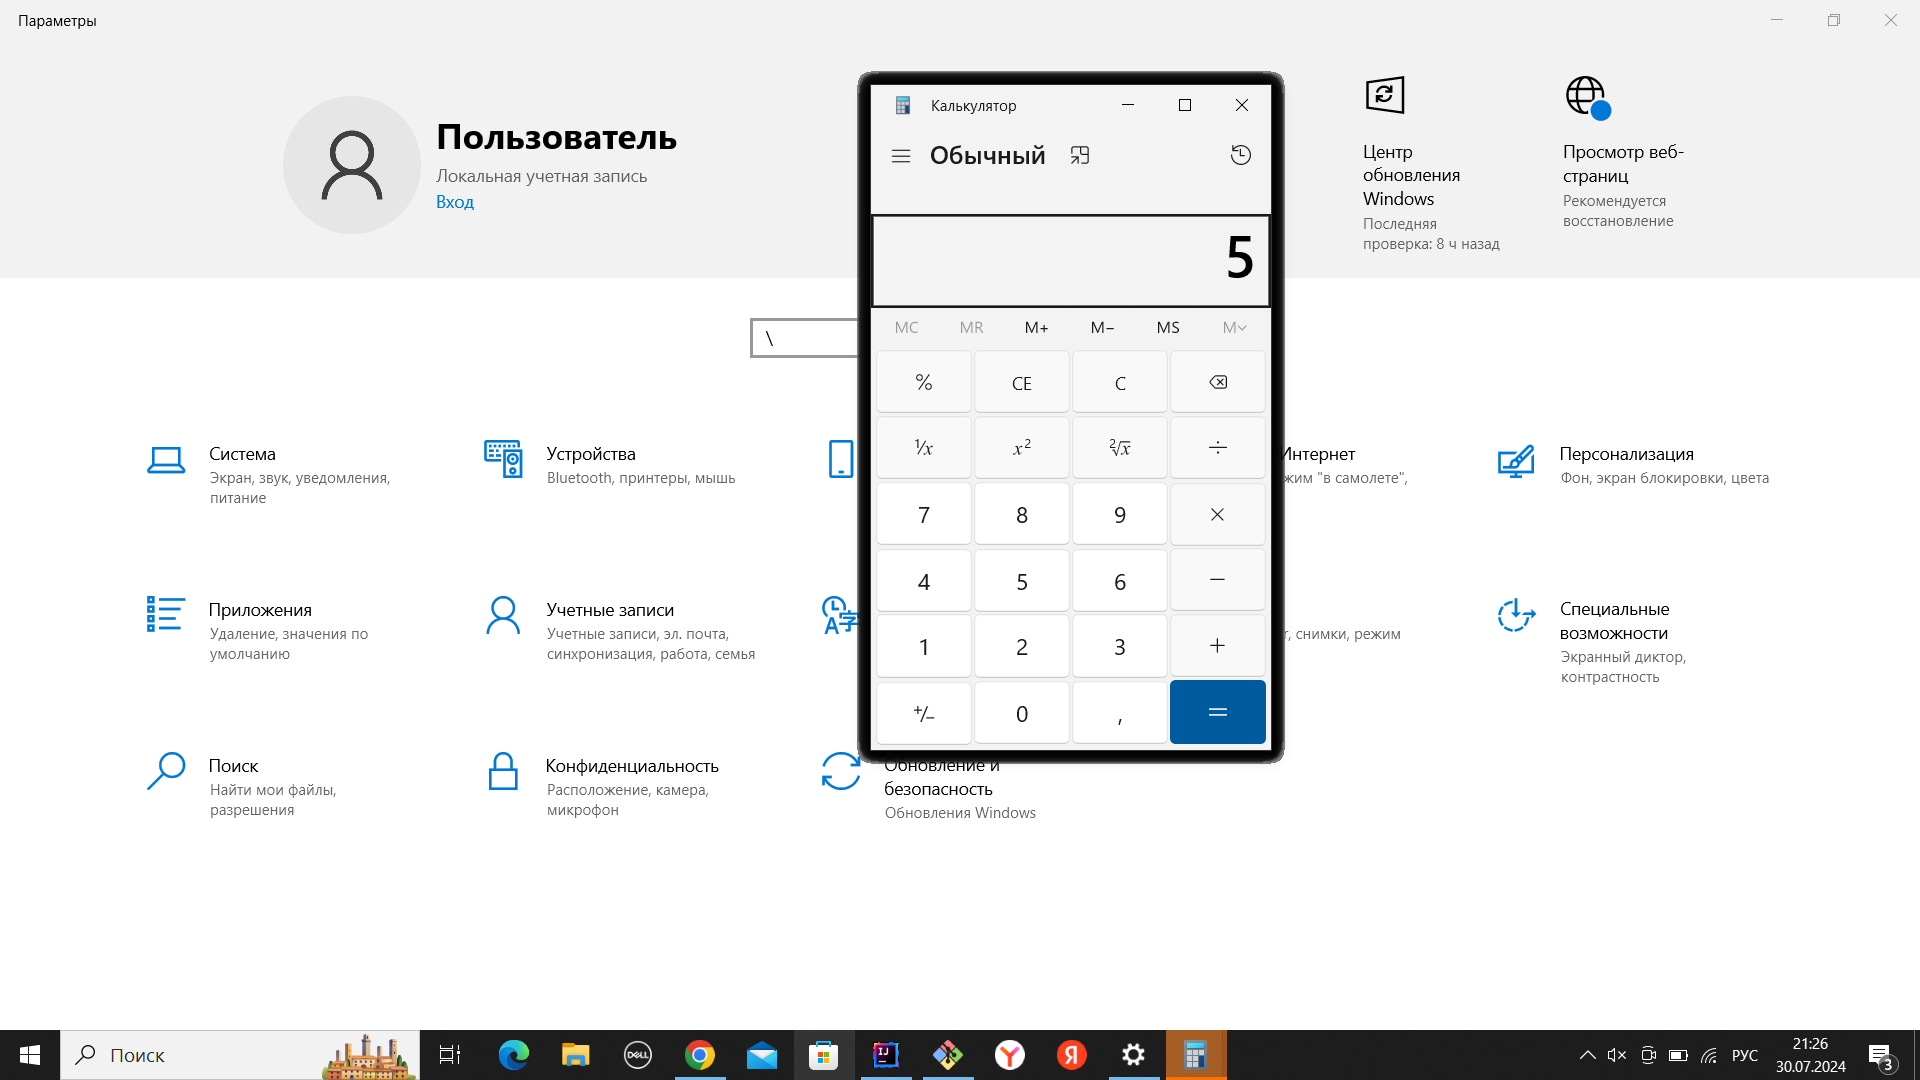 Параметры
Пользователь
Локальная учетная запись
Вход
Центр
обновления
Windows
Последняя
проверка: 8 ч назад
Просмотр веб-
страниц
Рекомендуется
восстановление
\
Калькулятор
Обычный
5
MC MR M+ M− MS M
% CE C
¹⁄x x² ²√x ÷
7 8 9 ×
4 5 6 −
1 2 3 +
+/− 0 , =
Система
Экран, звук, уведомления,
питание
Устройства
Bluetooth, принтеры, мышь
Интернет
жим "в самолете",
Персонализация
Фон, экран блокировки, цвета
Приложения
Удаление, значения по
умолчанию
Учетные записи
Учетные записи, эл. почта,
синхронизация, работа, семья
A字
, снимки, режим
Специальные
возможности
Экранный диктор,
контрастность
Поиск
Найти мои файлы,
разрешения
Конфиденциальность
Расположение, камера,
микрофон
Обновление и
безопасность
Обновления Windows
Поиск
DELL
IJ
Y
Я
РУС
21:26
30.07.2024
3